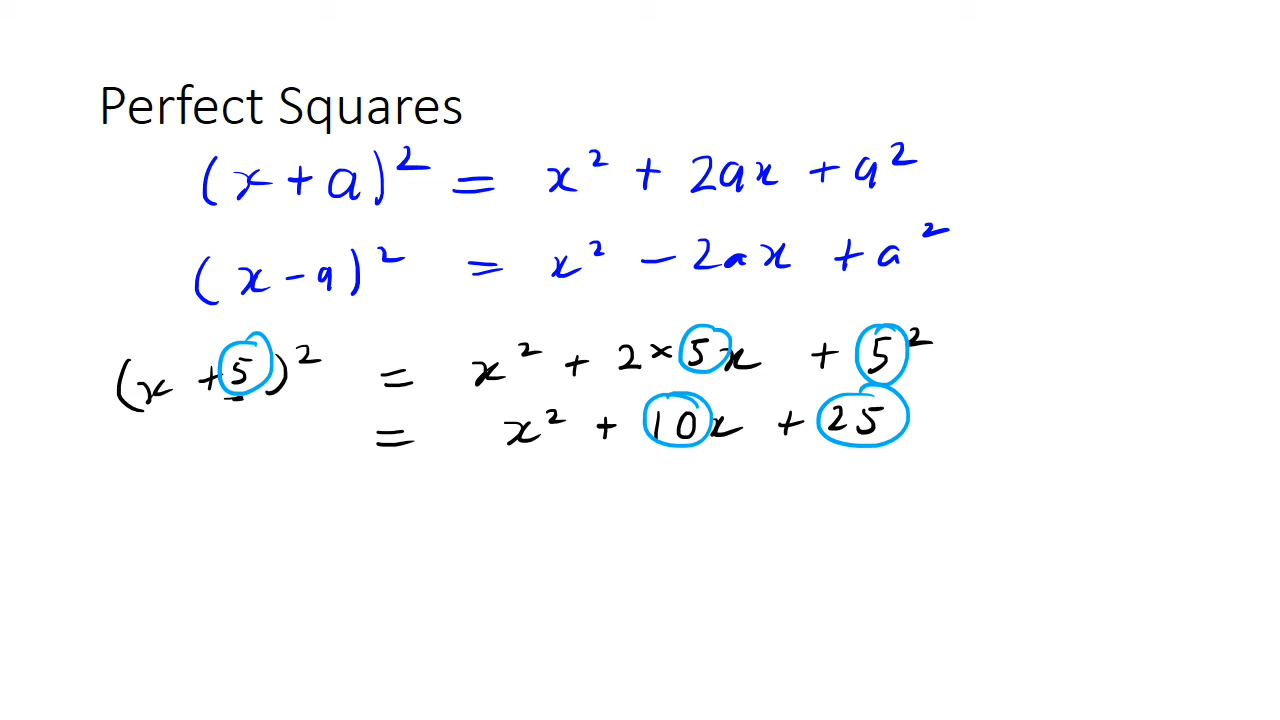 Perfect Squares
(x + a)² = x² + 2ax + a²
(x - a)² = x² - 2ax + a²
(x + 5)² = x² + 2 × 5x + 5²
= x² + 10x + 25